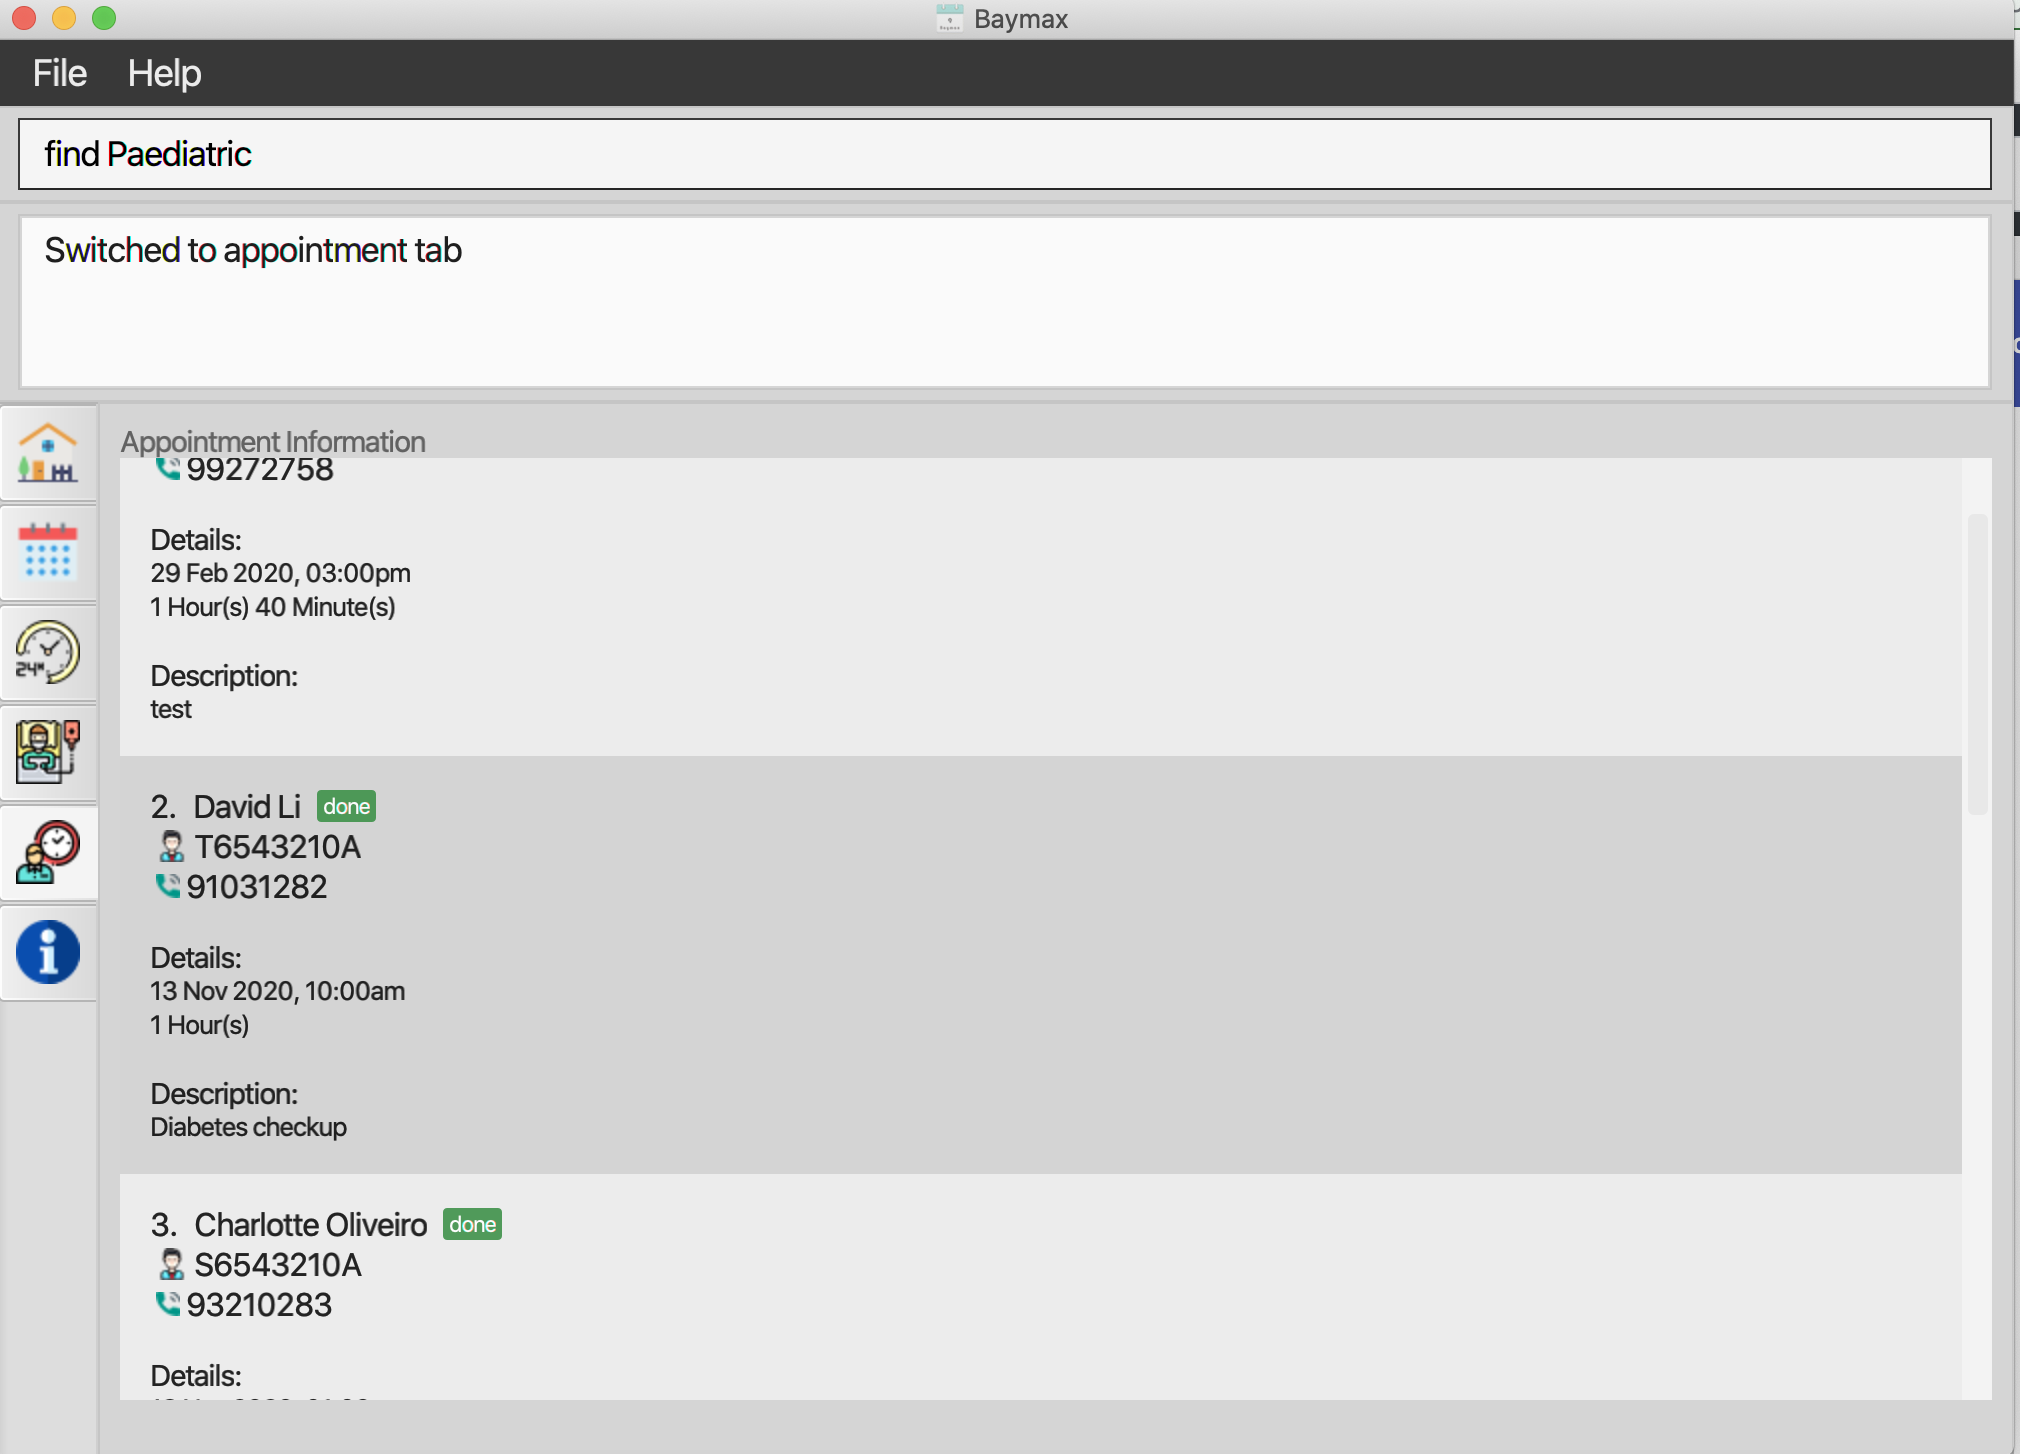 Baymax
File Help
find Paediatric
Switched to appointment tab
Appointment Information
99272758
Details:
29 Feb 2020, 03:00pm
1 Hour(s) 40 Minute(s)
Description:
test
2. David Li done
T6543210A
91031282
Details:
13 Nov 2020, 10:00am
1 Hour(s)
Description:
Diabetes checkup
3. Charlotte Oliveiro done
S6543210A
93210283
Details: